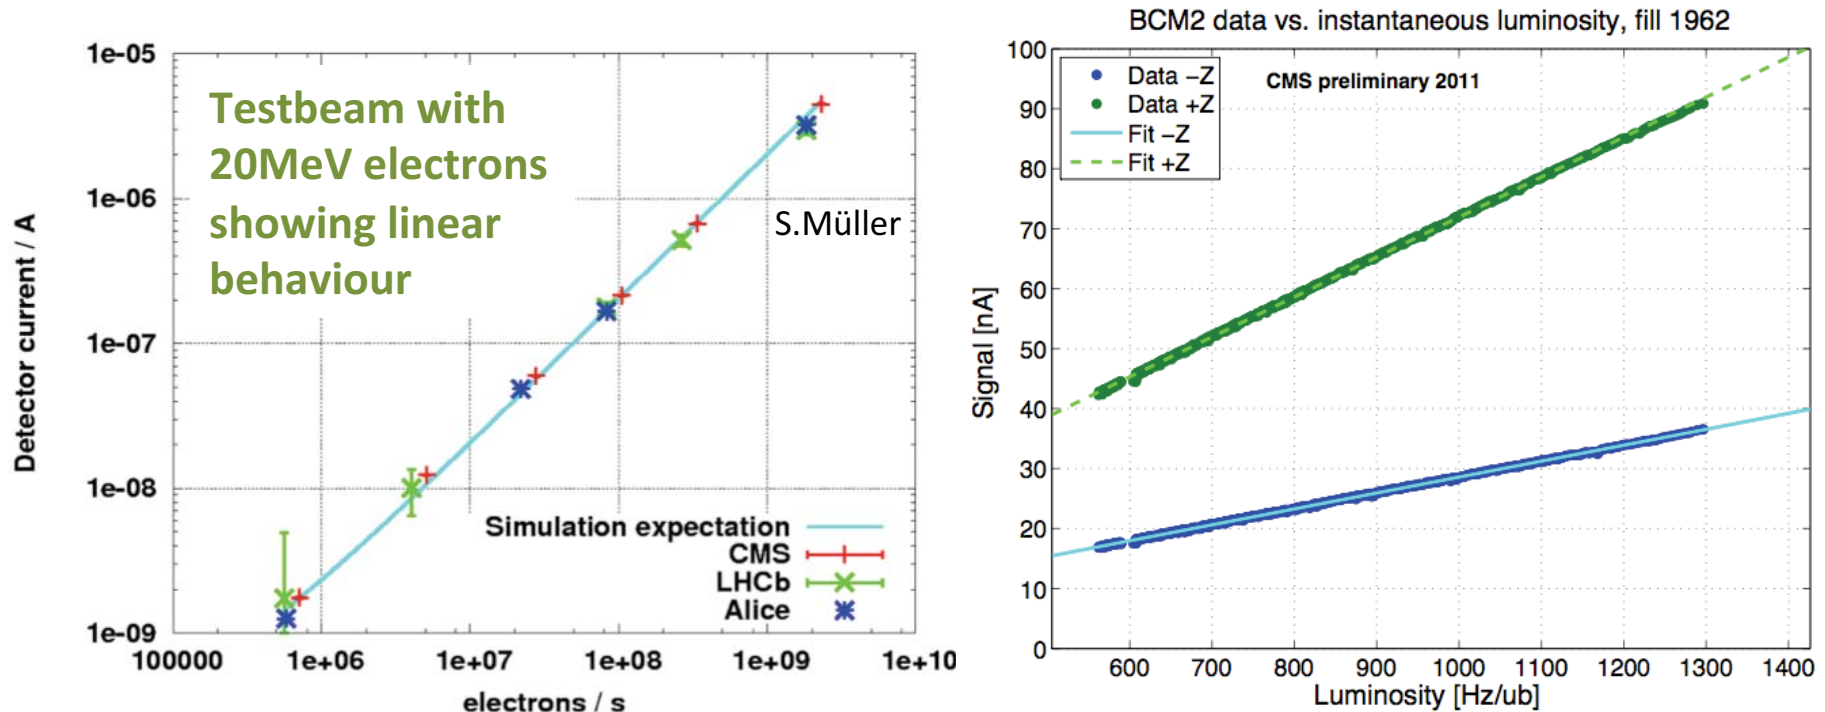 1e-05
1e-06
1e-07
1e-08
1e-09
Detector current / A
Testbeam with
20MeV electrons
showing linear
behaviour
S.Müller
Simulation expectation
CMS
LHCb
Alice
100000 1e+06 1e+07 1e+08 1e+09 1e+10
electrons / s
BCM2 data vs. instantaneous luminosity, fill 1962
100
90
80
70
60
50
40
30
20
10
0
Signal [nA]
Data −Z
Data +Z
Fit −Z
Fit +Z
CMS preliminary 2011
600 700 800 900 1000 1100 1200 1300 1400
Luminosity [Hz/ub]